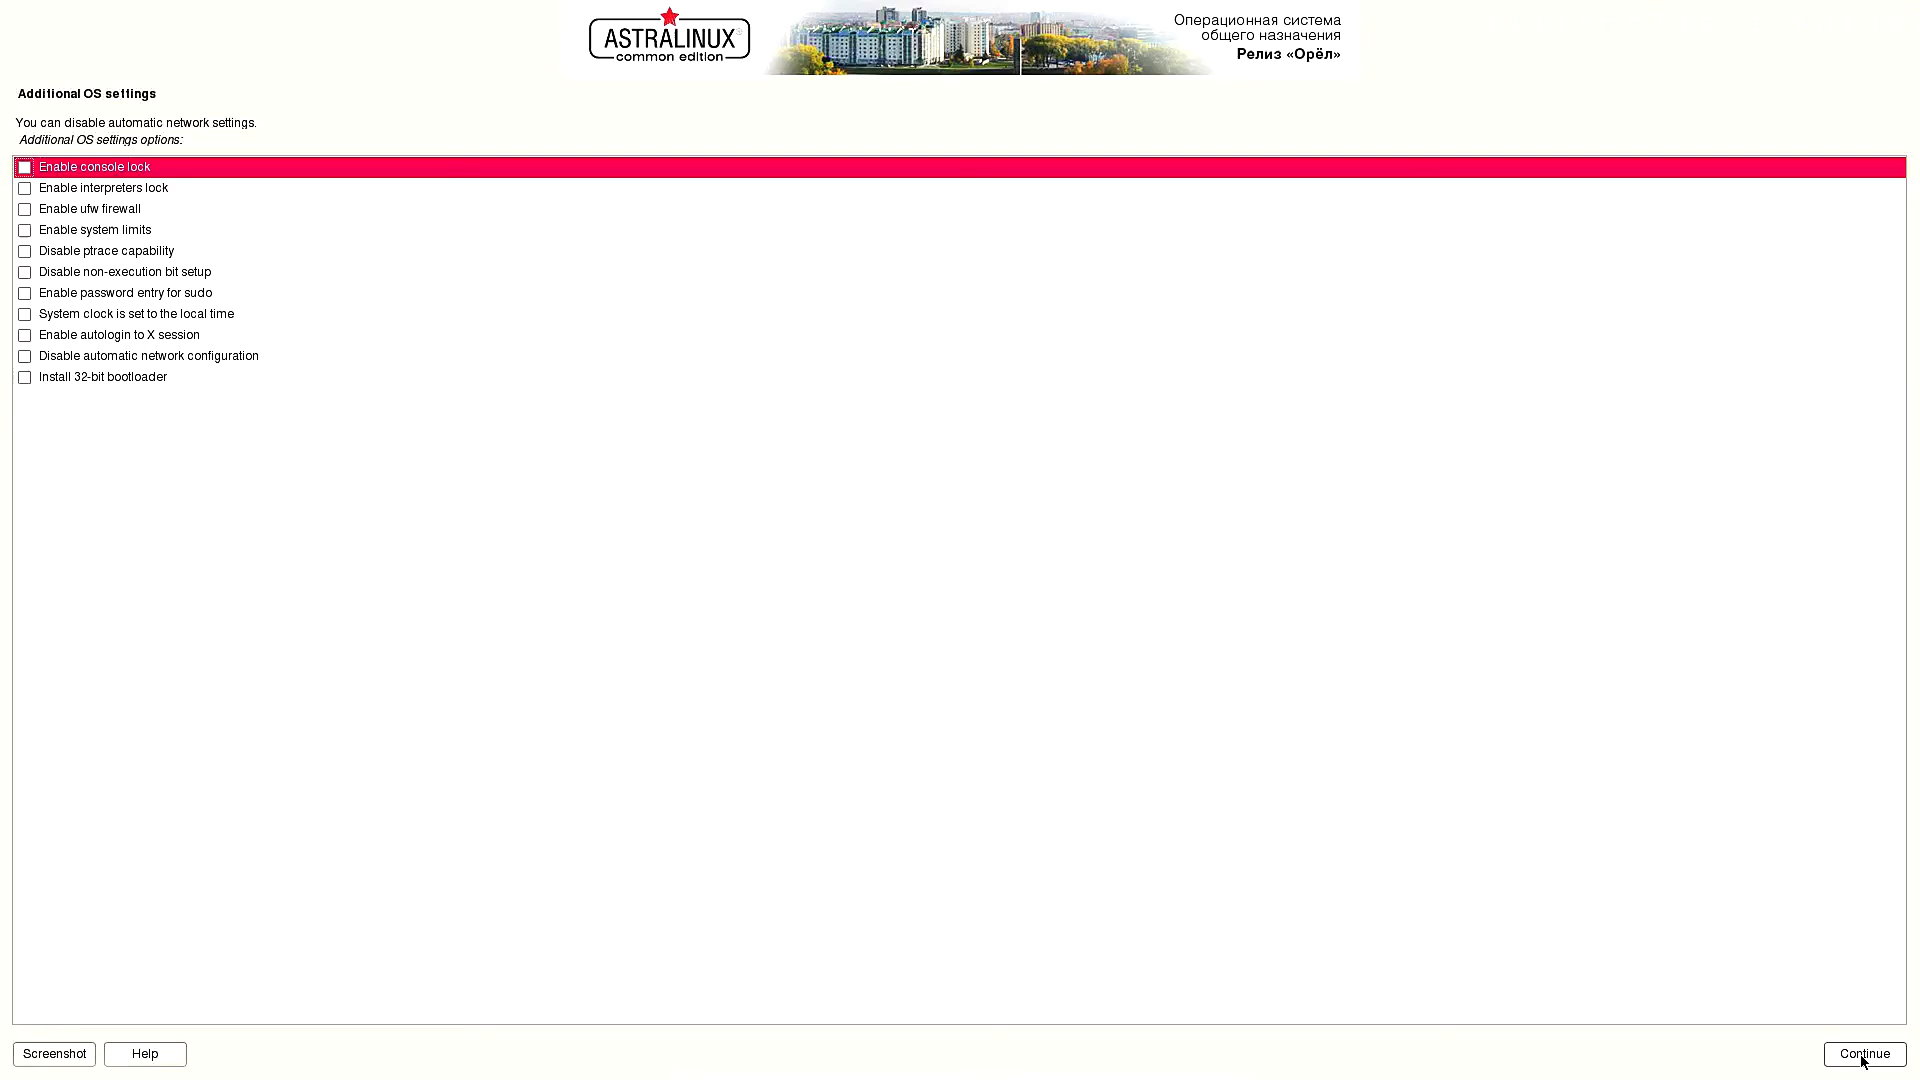 ASTRALINUX
common edition
Операционная система
общего назначения
Релиз «Орёл»
Additional OS settings
You can disable automatic network settings.
Additional OS settings options:
Enable console lock
Enable interpreters lock
Enable ufw firewall
Enable system limits
Disable ptrace capability
Disable non-execution bit setup
Enable password entry for sudo
System clock is set to the local time
Enable autologin to X session
Disable automatic network configuration
Install 32-bit bootloader
Screenshot
Help
Continue